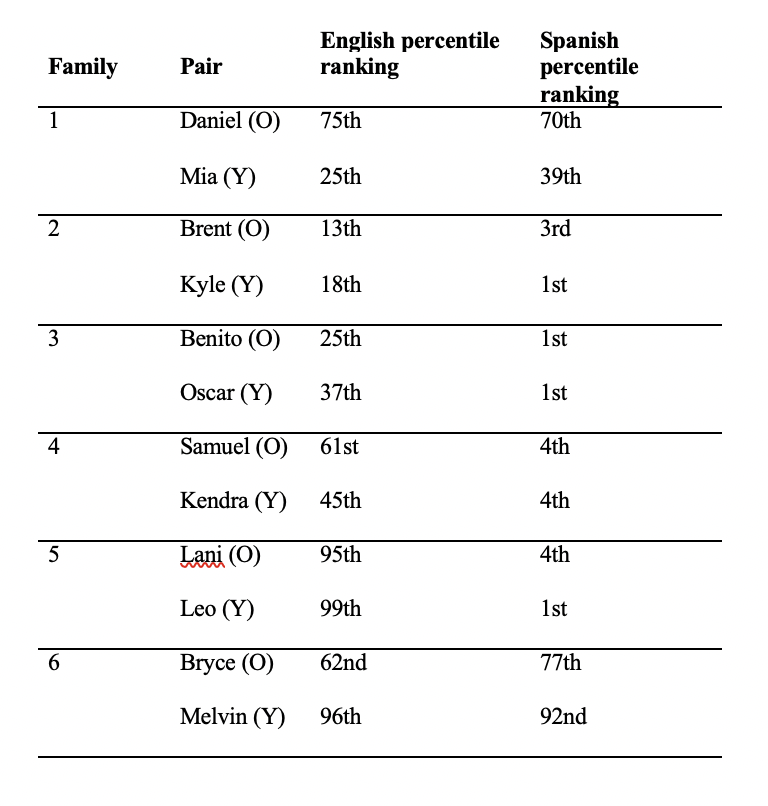 Family Pair English percentile ranking Spanish percentile ranking
1 Daniel (O) 75th 70th
Mia (Y) 25th 39th
2 Brent (O) 13th 3rd
Kyle (Y) 18th 1st
3 Benito (O) 25th 1st
Oscar (Y) 37th 1st
4 Samuel (O) 61st 4th
Kendra (Y) 45th 4th
5 Lani (O) 95th 4th
Leo (Y) 99th 1st
6 Bryce (O) 62nd 77th
Melvin (Y) 96th 92nd